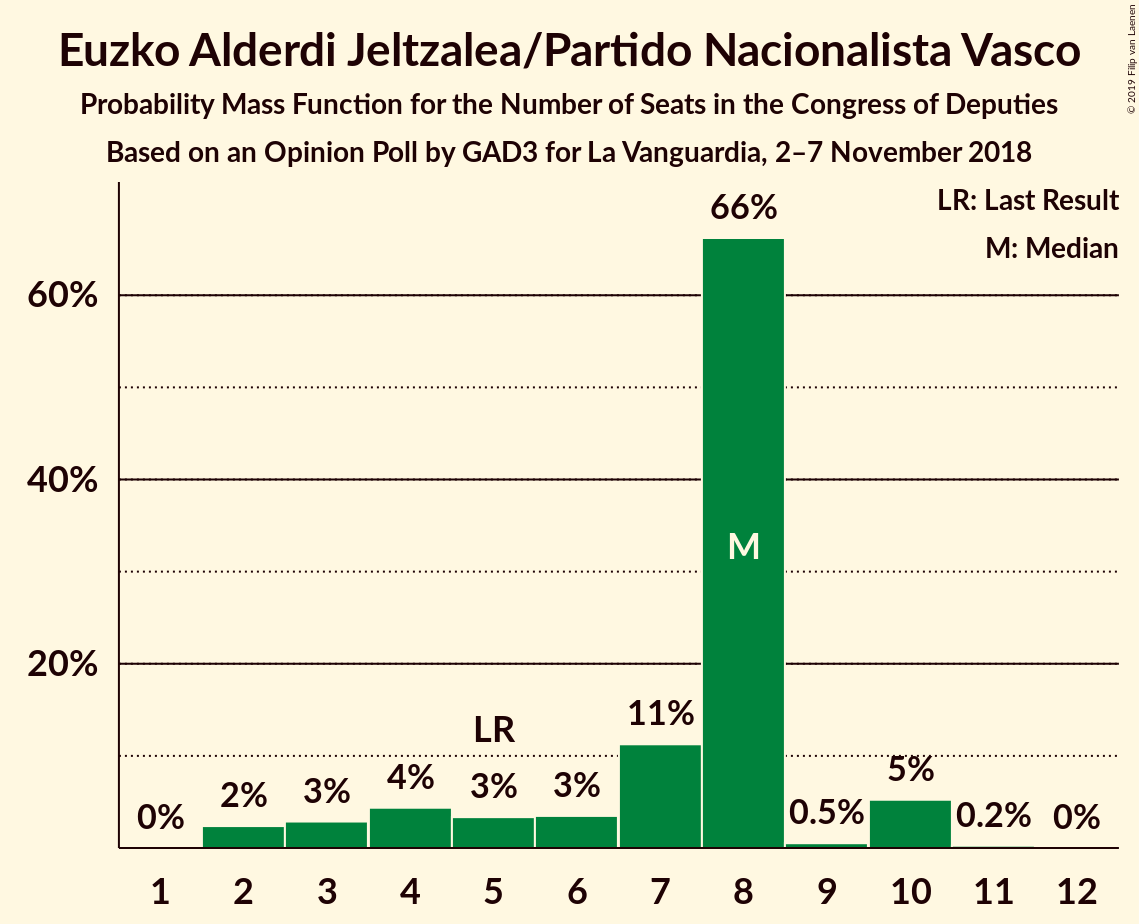 Euzko Alderdi Jeltzalea/Partido Nacionalista Vasco
Probability Mass Function for the Number of Seats in the Congress of Deputies
Based on an Opinion Poll by GAD3 for La Vanguardia, 2–7 November 2018
© 2019 Filip van Laenen
LR: Last Result
M: Median
60%
40%
20%
0%
2%
3%
4%
LR
3%
3%
11%
66%
M
0.5%
5%
0.2%
0%
1 2 3 4 5 6 7 8 9 10 11 12